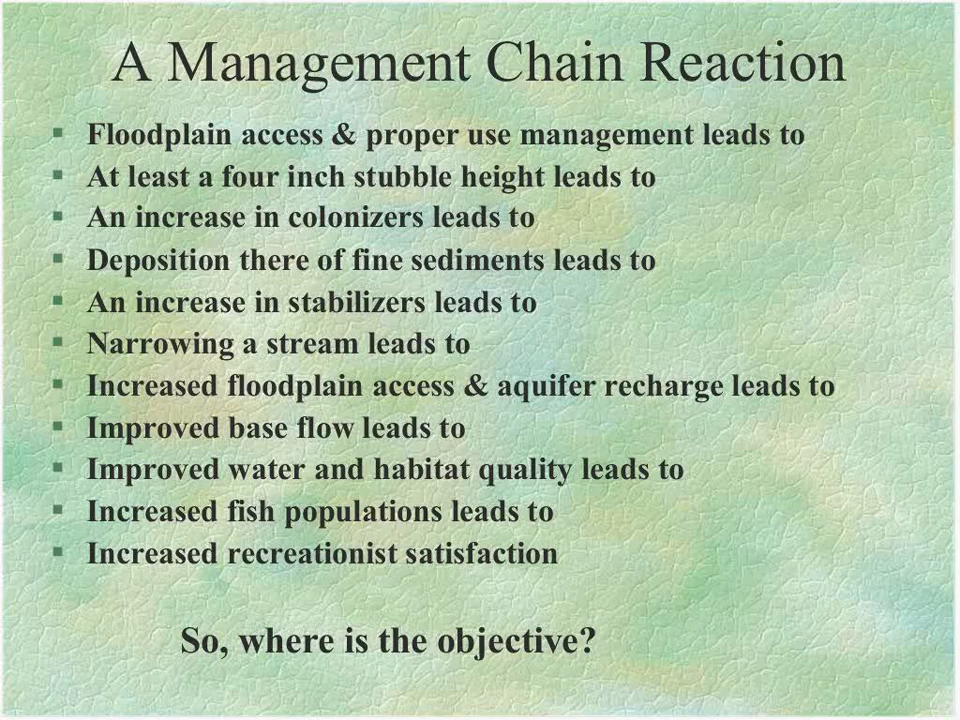 A Management Chain Reaction
Floodplain access & proper use management leads to
At least a four inch stubble height leads to
An increase in colonizers leads to
Deposition there of fine sediments leads to
An increase in stabilizers leads to
Narrowing a stream leads to
Increased floodplain access & aquifer recharge leads to
Improved base flow leads to
Improved water and habitat quality leads to
Increased fish populations leads to
Increased recreationist satisfaction
So, where is the objective?